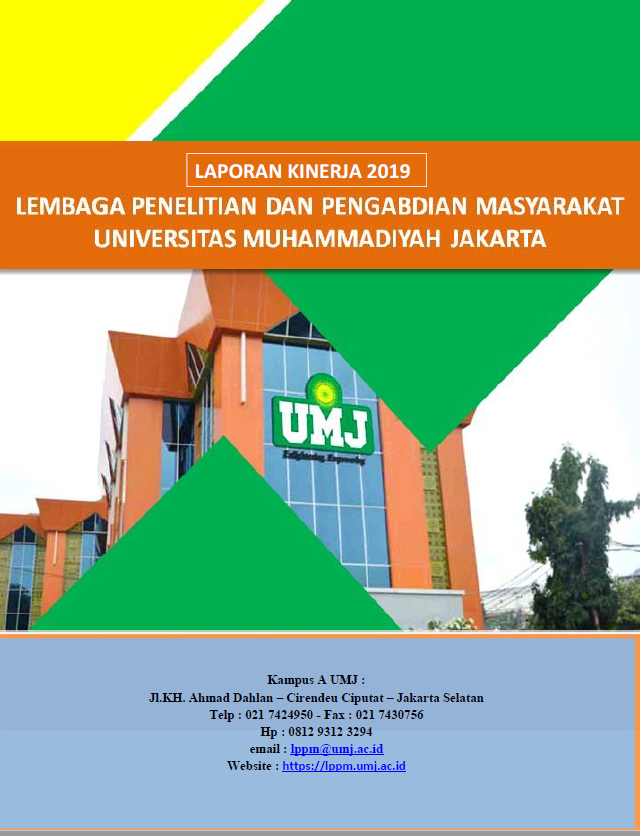 LAPORAN KINERJA 2019
LEMBAGA PENELITIAN DAN PENGABDIAN MASYARAKAT
UNIVERSITAS MUHAMMADIYAH JAKARTA
UMJ
Enlightening, Empowering
Kampus A UMJ :
Jl.KH. Ahmad Dahlan – Cirendeu Ciputat – Jakarta Selatan
Telp : 021 7424950 - Fax : 021 7430756
Hp : 0812 9312 3294
email : lppm@umj.ac.id
Website : https://lppm.umj.ac.id